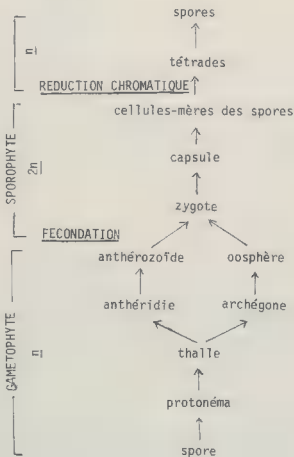 spores
n
tétrades
REDUCTION CHROMATIQUE
cellules-mères des spores
SPOROPHYTE
2n
capsule
zygote
FECONDATION
anthérozoïde oosphère
anthéridie archégone
GAMETOPHYTE
n
thalle
protonéma
spore